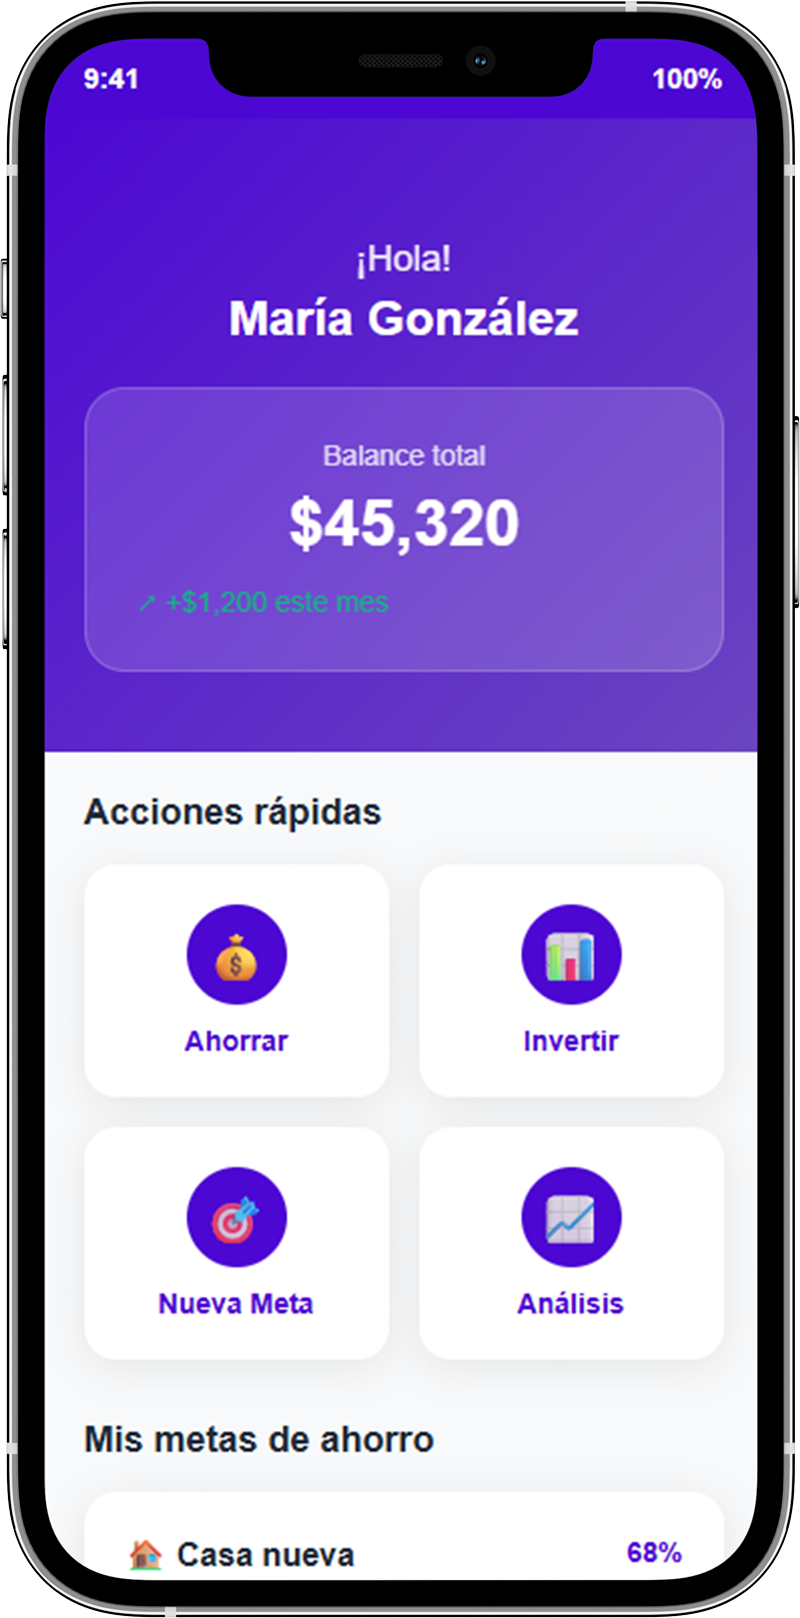 9:41 100%
¡Hola!
María González
Balance total
$45,320
↗ +$1,200 este mes
Acciones rápidas
Ahorrar Invertir
Nueva Meta Análisis
Mis metas de ahorro
Casa nueva 68%